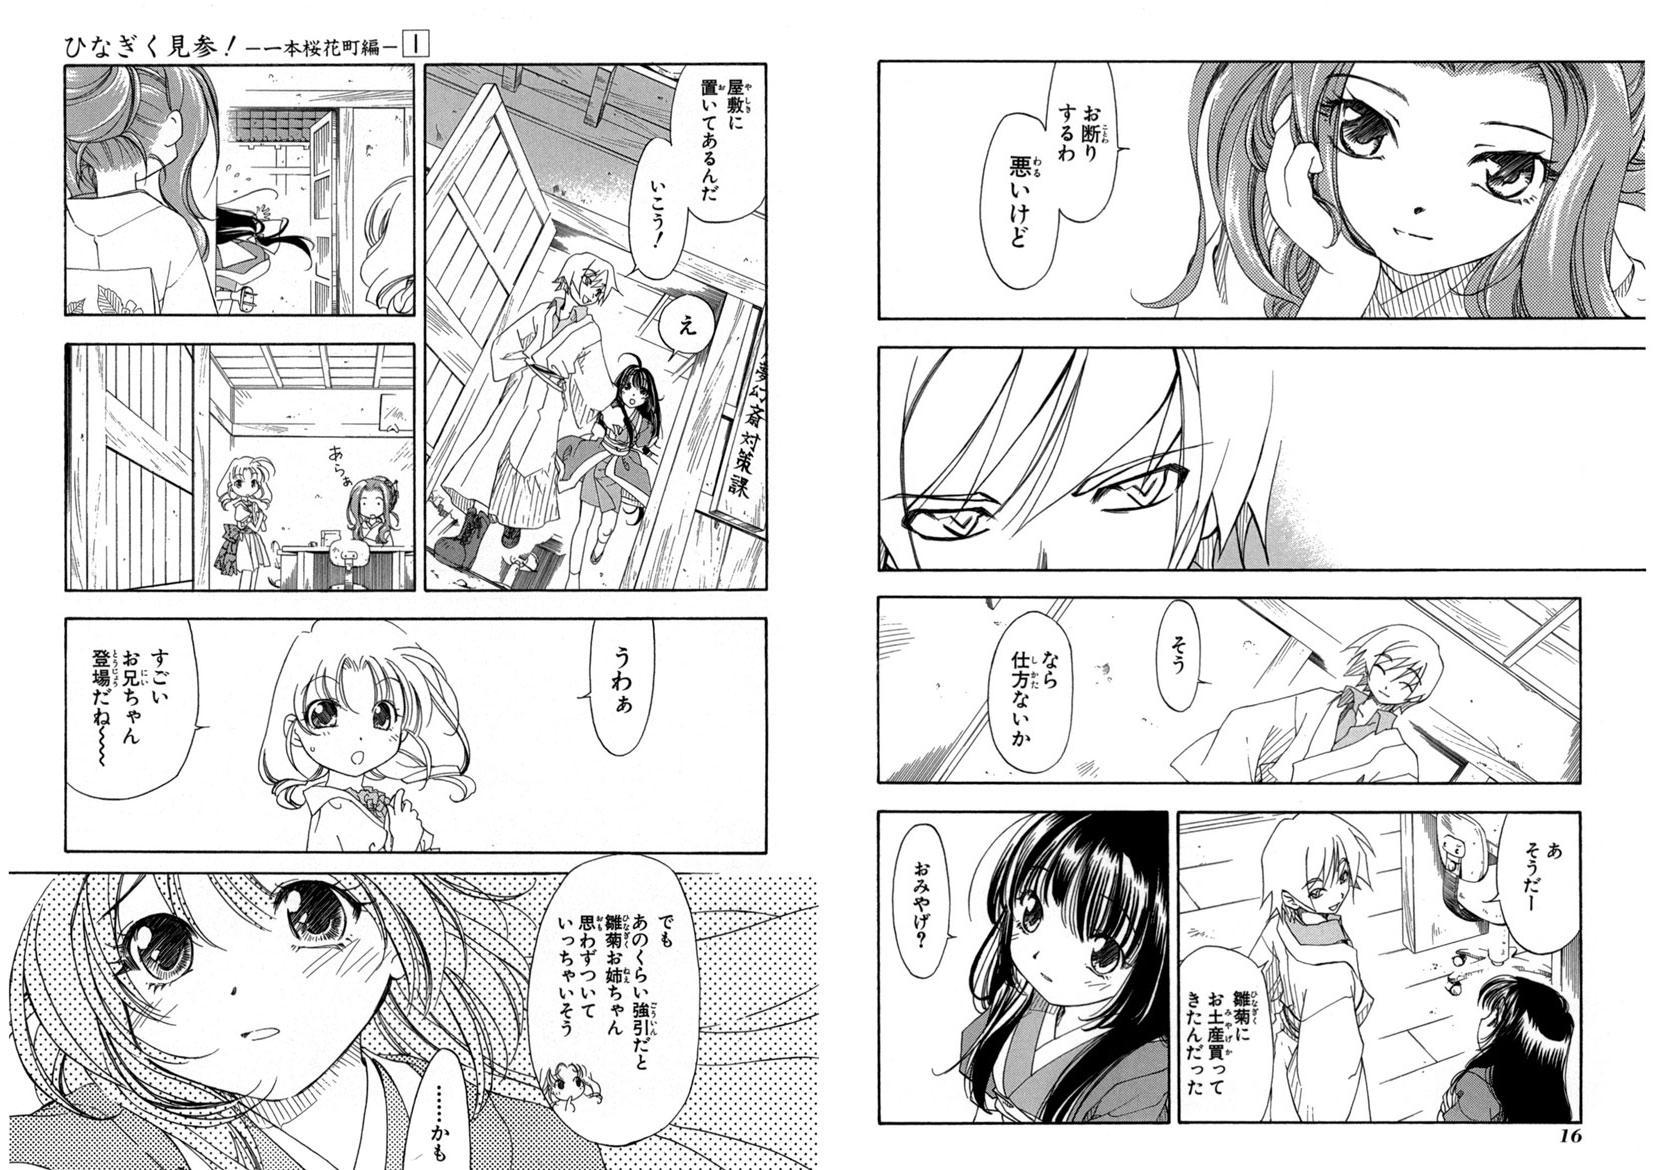 お断り
するわ
悪いけど
そう
なら
仕方ないか
あ
そうだー
雛菊に
お土産買って
きたんだった
おみやげ？
16
ひなぎく見参！ −一本桜花町編− 1
屋敷に
置いてあるんだ
いこう！
え
夢幻斎対策課
あらぁ
うわぁ
すごい
お兄ちゃん
登場だね〜〜〜
でも
あのくらい強引だと
雛菊お姉ちゃん
思わずついて
いっちゃいそう
………かも